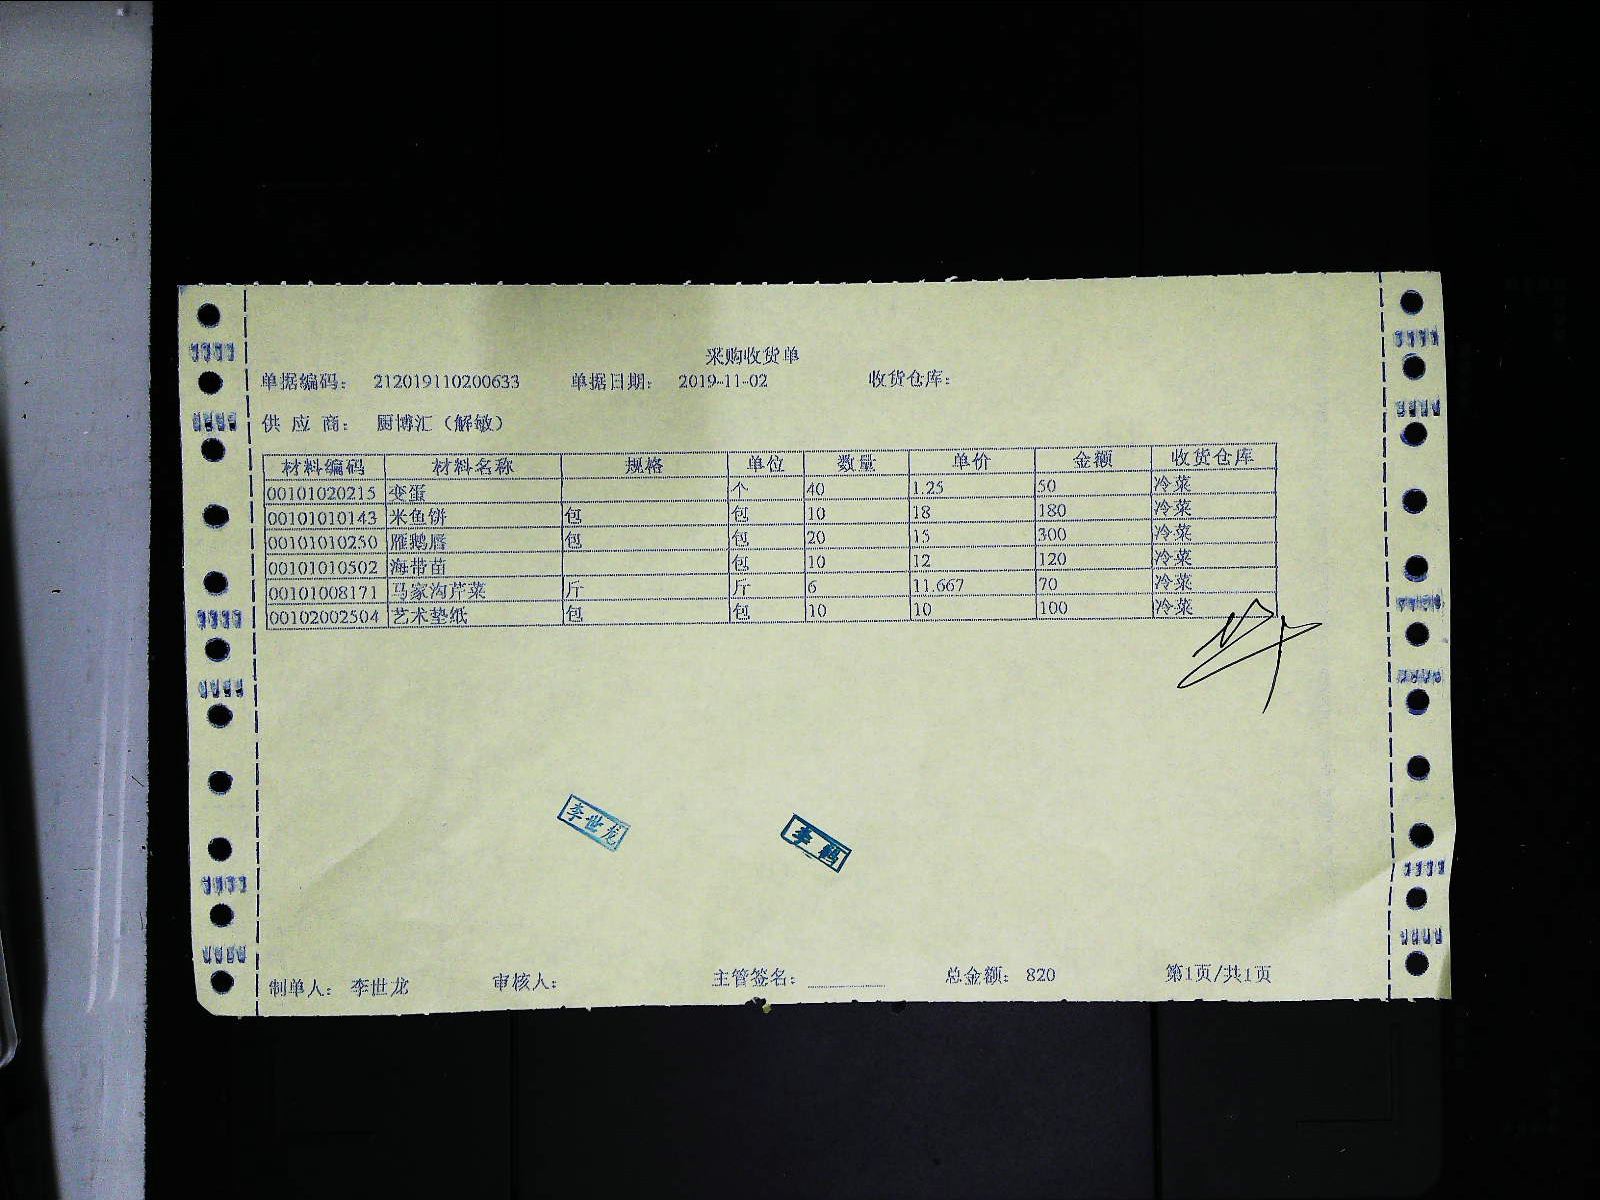 采购收货单
单据编码： 212019110200633 单据日期： 2019-11-02 收货仓库：
供 应 商： 厨博汇（解敏）
材料编码 材料名称 规格 单位 数量 单价 金额 收货仓库
00101020215 变蛋 个 40 1.25 50 冷菜
00101010143 米鱼饼 包 包 10 18 180 冷菜
00101010250 雁鹅唇 包 包 20 15 300 冷菜
00101010502 海带苗 包 10 12 120 冷菜
00101008171 马家沟芹菜 斤 斤 6 11.667 70 冷菜
00102002504 艺术垫纸 包 包 10 10 100 冷菜
李世龙
李
制单人： 李世龙 审核人： 主管签名： 总金额： 820 第1页/共1页